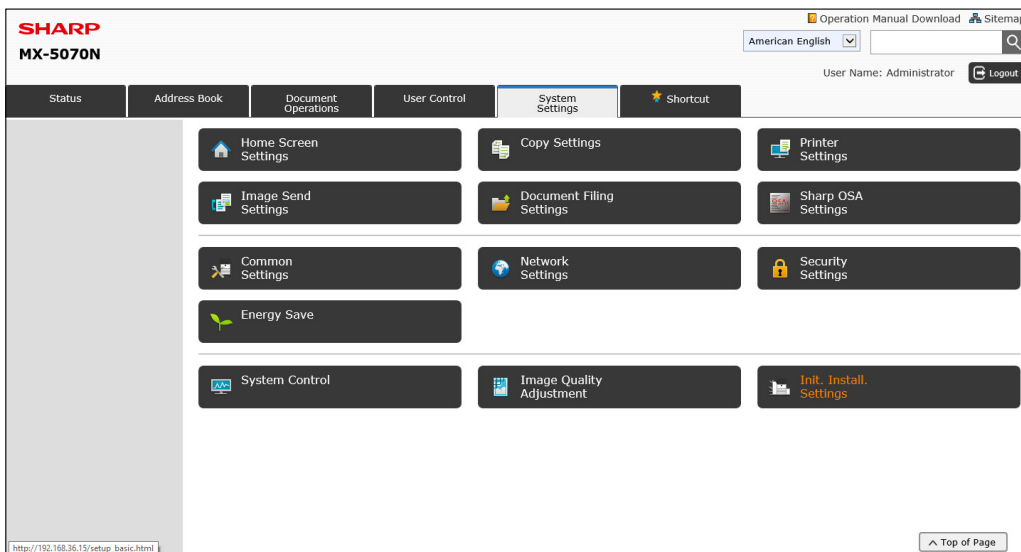 SHARP
MX-5070N
Operation Manual Download Sitemap
American English
User Name: Administrator Logout
Status Address Book Document Operations User Control System Settings Shortcut
Home Screen Settings
Copy Settings
Printer Settings
Image Send Settings
Document Filing Settings
Sharp OSA Settings
Common Settings
Network Settings
Security Settings
Energy Save
System Control
Image Quality Adjustment
Init. Install. Settings
http://192.168.36.15/setup_basic.html
Top of Page